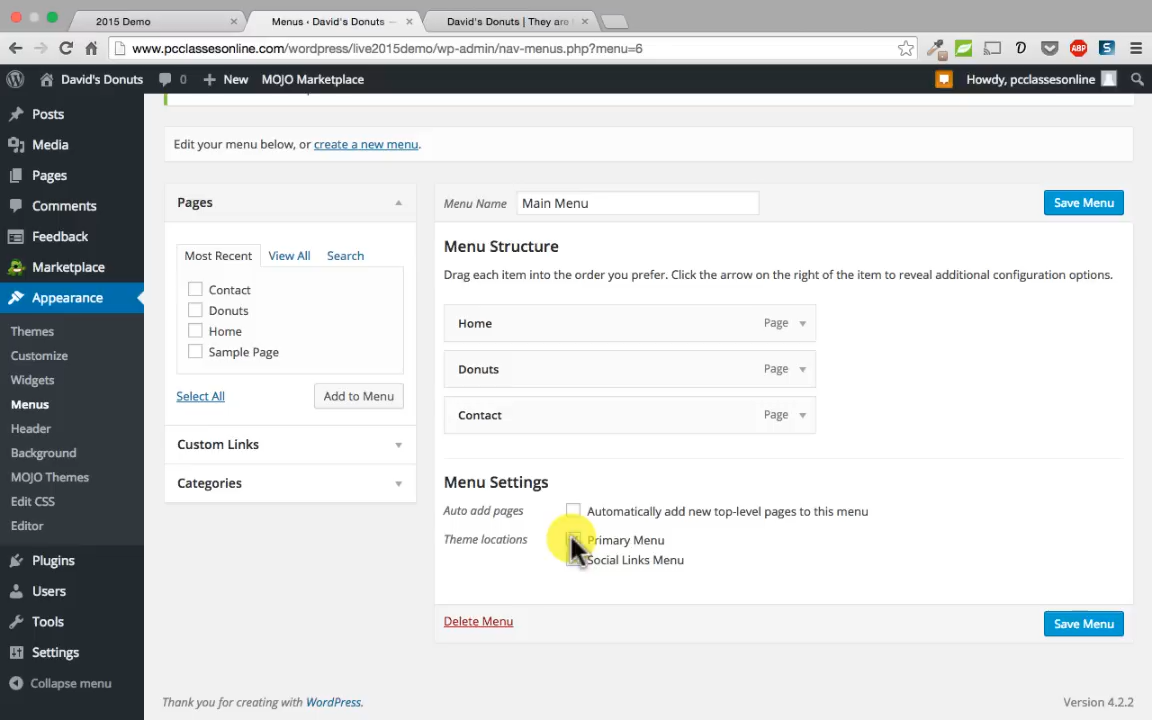 2015 Demo
Menus ‹ David's Donuts —
David's Donuts | They are
www.pcclassesonline.com/wordpress/live2015demo/wp-admin/nav-menus.php?menu=6
David's Donuts
0
New
MOJO Marketplace
Howdy, pcclassesonline
Posts
Media
Pages
Comments
Feedback
Marketplace
Appearance
Themes
Customize
Widgets
Menus
Header
Background
MOJO Themes
Edit CSS
Editor
Plugins
Users
Tools
Settings
Collapse menu
Edit your menu below, or create a new menu.
Pages
Most Recent
View All
Search
Contact
Donuts
Home
Sample Page
Select All
Add to Menu
Custom Links
Categories
Menu Name
Main Menu
Save Menu
Menu Structure
Drag each item into the order you prefer. Click the arrow on the right of the item to reveal additional configuration options.
Home
Page
Donuts
Page
Contact
Page
Menu Settings
Auto add pages
Automatically add new top-level pages to this menu
Theme locations
Primary Menu
Social Links Menu
Delete Menu
Save Menu
Thank you for creating with WordPress.
Version 4.2.2